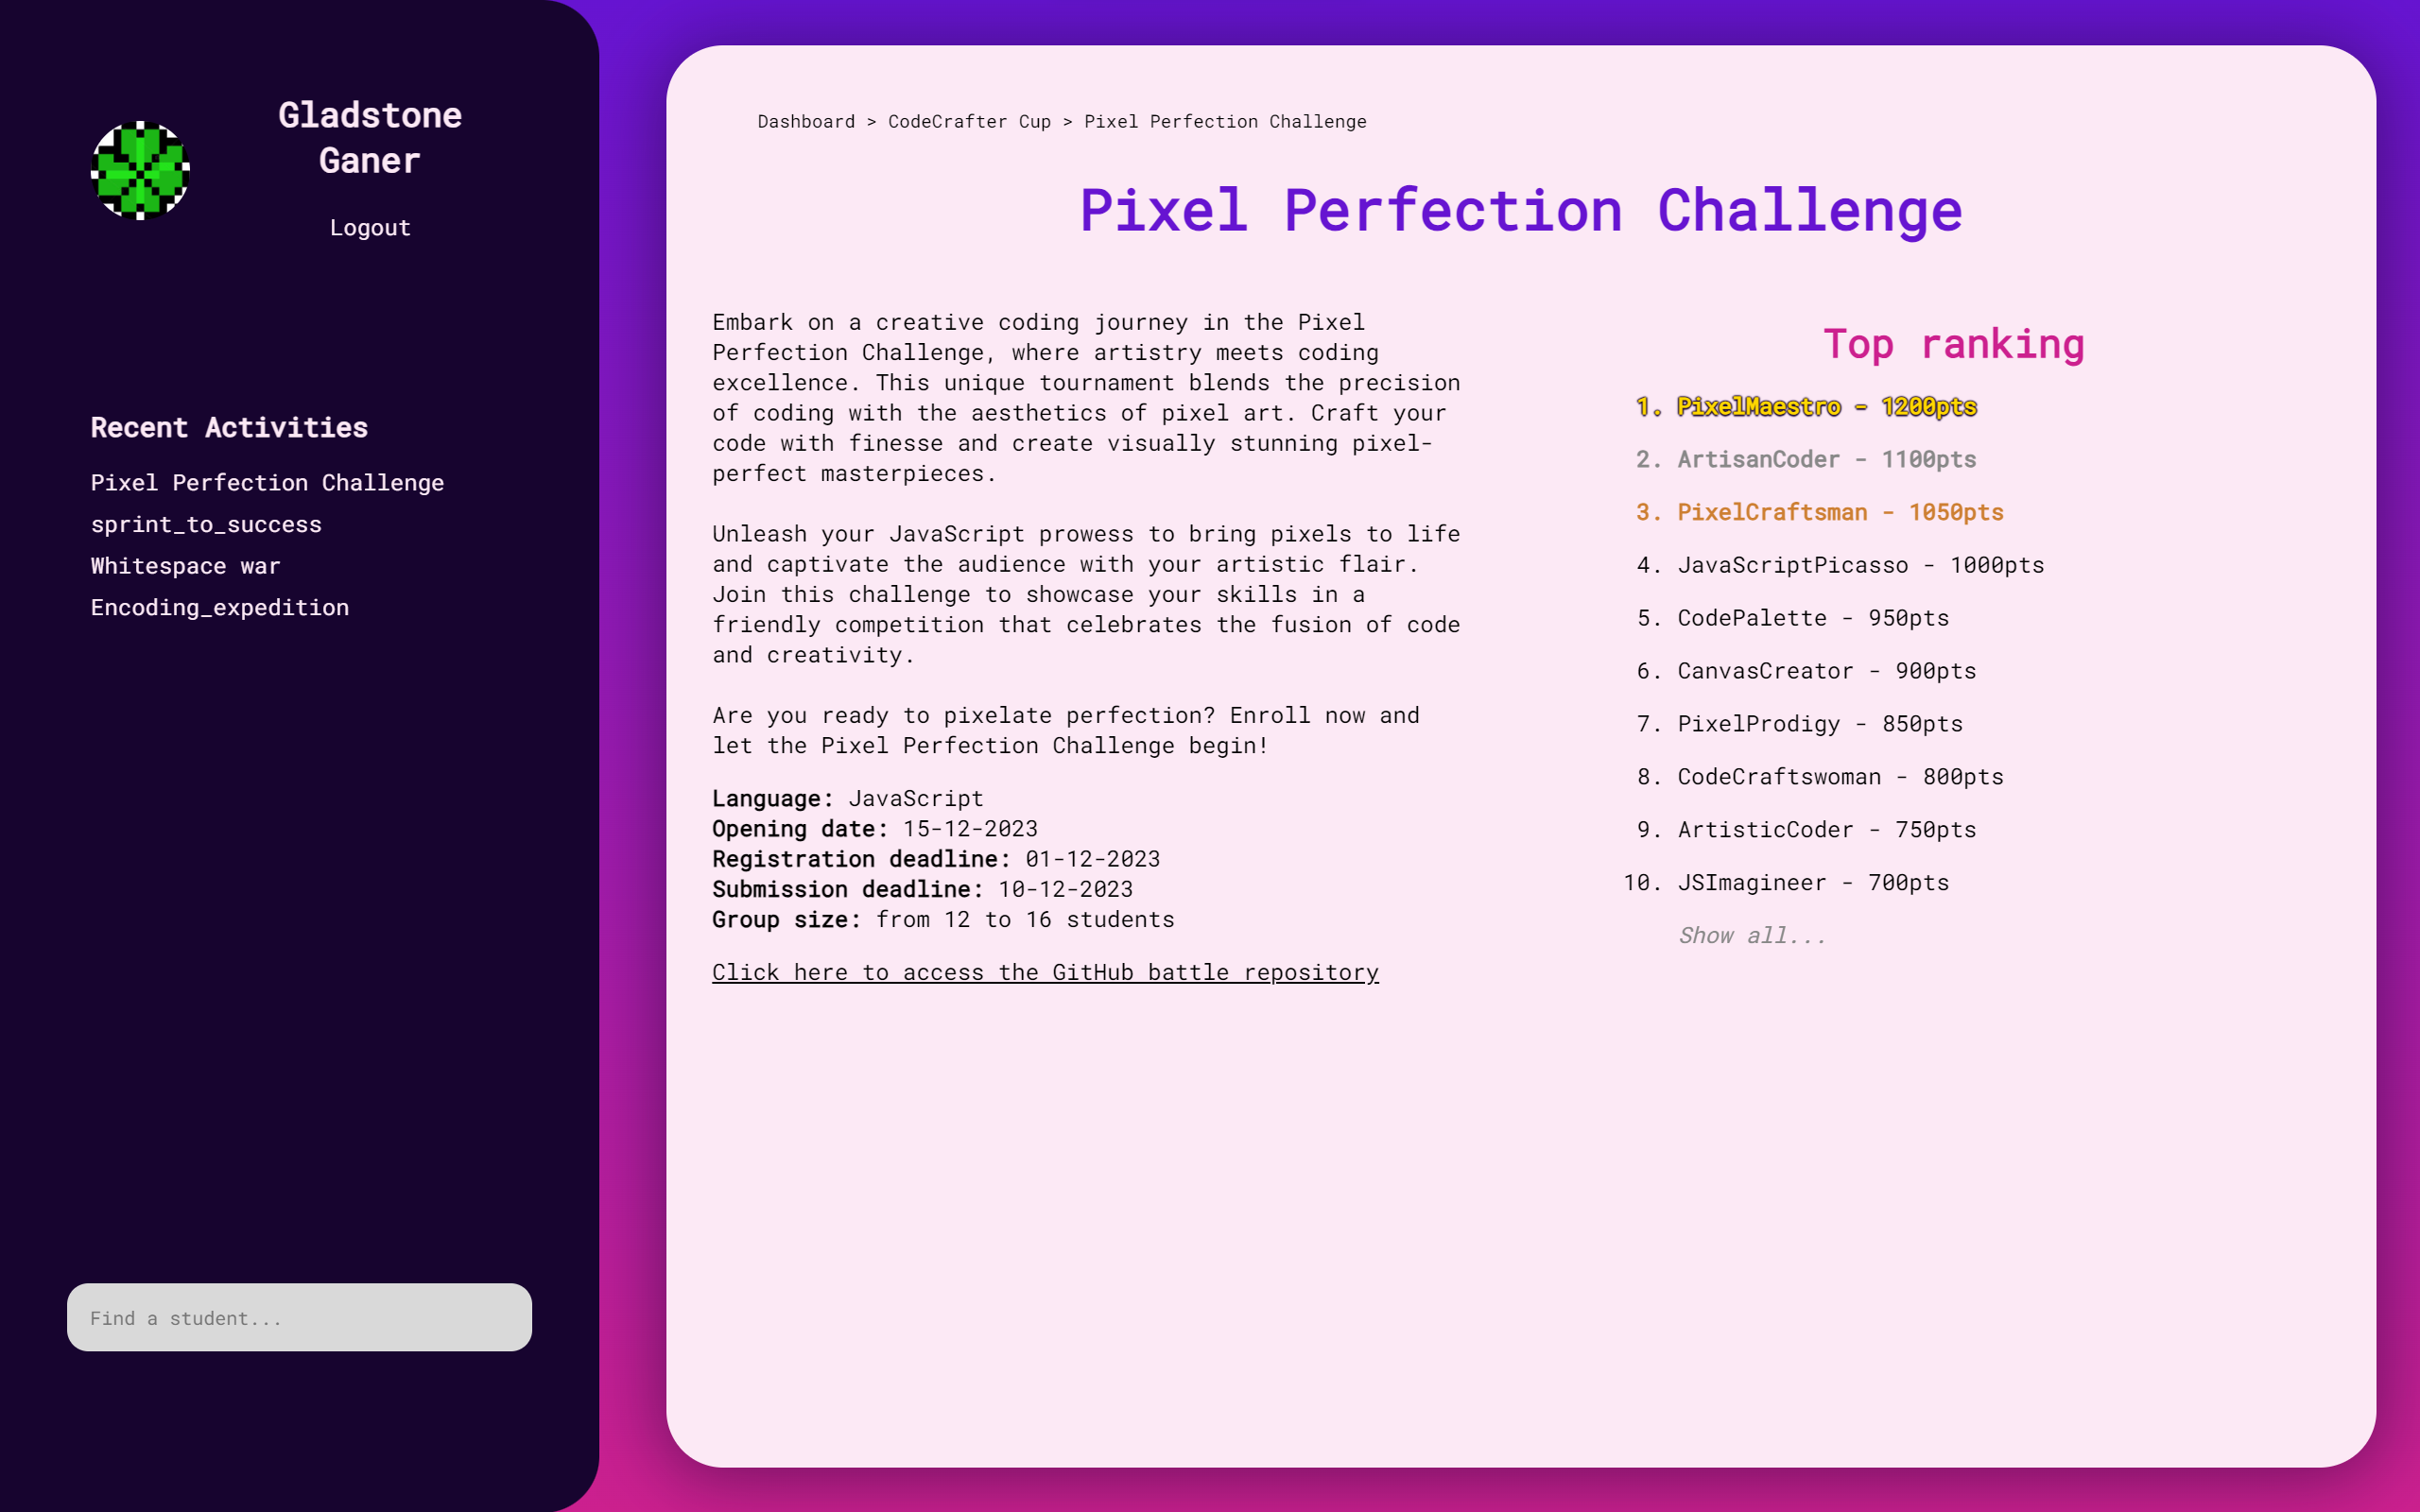 Gladstone
Ganer
Logout
Recent Activities
Pixel Perfection Challenge
sprint_to_success
Whitespace war
Encoding_expedition
Find a student...
Dashboard > CodeCrafter Cup > Pixel Perfection Challenge
Pixel Perfection Challenge
Embark on a creative coding journey in the Pixel
Perfection Challenge, where artistry meets coding
excellence. This unique tournament blends the precision
of coding with the aesthetics of pixel art. Craft your
code with finesse and create visually stunning pixel-
perfect masterpieces.
Unleash your JavaScript prowess to bring pixels to life
and captivate the audience with your artistic flair.
Join this challenge to showcase your skills in a
friendly competition that celebrates the fusion of code
and creativity.
Are you ready to pixelate perfection? Enroll now and
let the Pixel Perfection Challenge begin!
Language: JavaScript
Opening date: 15-12-2023
Registration deadline: 01-12-2023
Submission deadline: 10-12-2023
Group size: from 12 to 16 students
Click here to access the GitHub battle repository
Top ranking
1. PixelMaestro - 1200pts
2. ArtisanCoder - 1100pts
3. PixelCraftsman - 1050pts
4. JavaScriptPicasso - 1000pts
5. CodePalette - 950pts
6. CanvasCreator - 900pts
7. PixelProdigy - 850pts
8. CodeCraftswoman - 800pts
9. ArtisticCoder - 750pts
10. JSImagineer - 700pts
Show all...